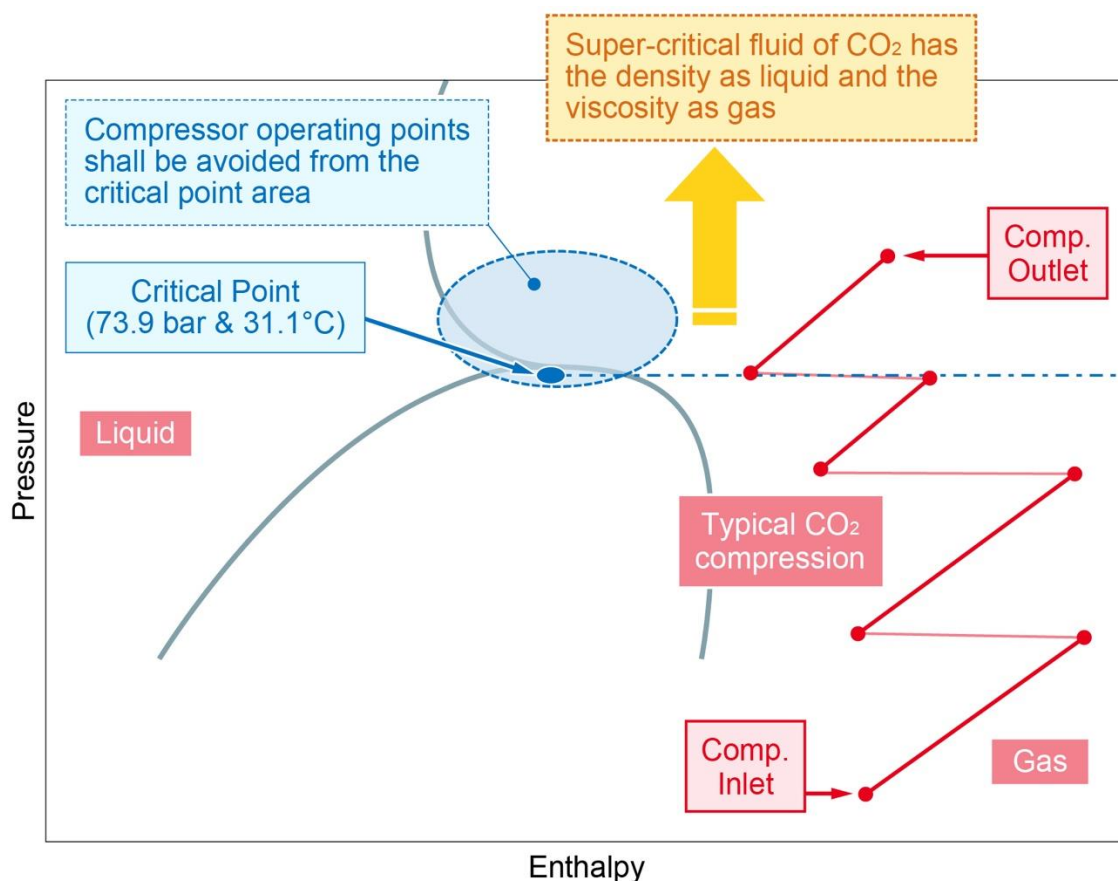 Super-critical fluid of CO₂ has
the density as liquid and the
viscosity as gas
Compressor operating points
shall be avoided from the
critical point area
Comp.
Outlet
Critical Point
(73.9 bar & 31.1°C)
Liquid
Pressure
Typical CO₂
compression
Comp.
Inlet
Gas
Enthalpy